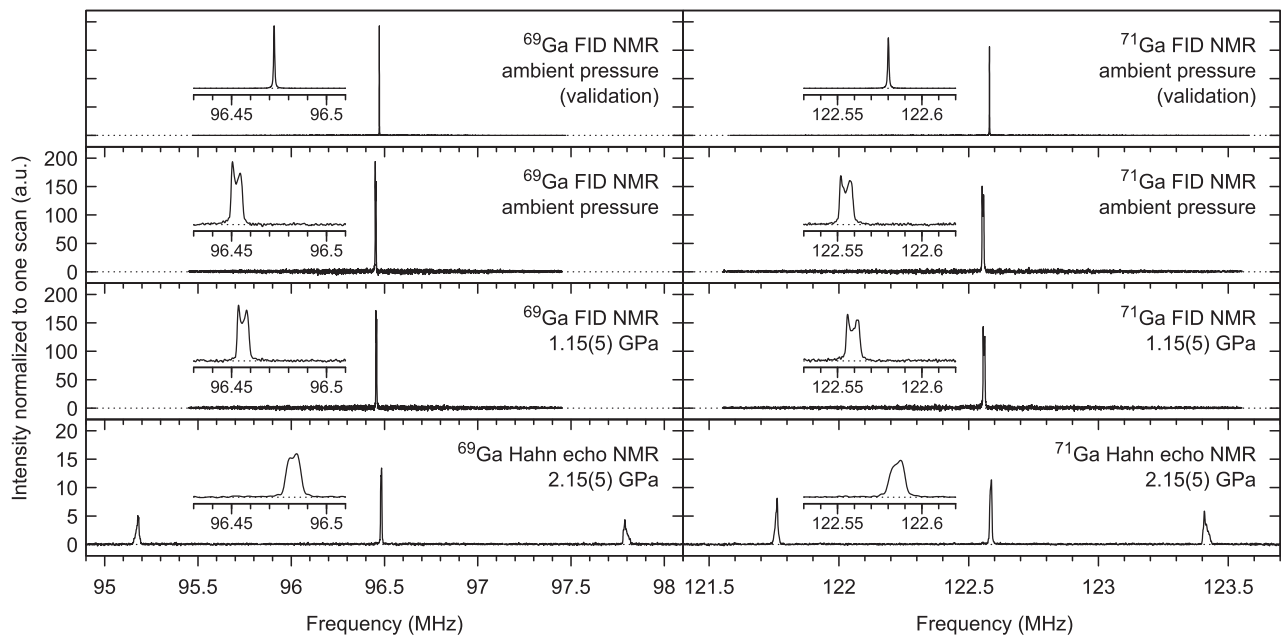 69Ga FID NMR
ambient pressure
(validation)
96.45 96.5
71Ga FID NMR
ambient pressure
(validation)
122.55 122.6
Intensity normalized to one scan (a.u.)
200
150
100
50
0
69Ga FID NMR
ambient pressure
96.45 96.5
71Ga FID NMR
ambient pressure
122.55 122.6
200
150
100
50
0
69Ga FID NMR
1.15(5) GPa
96.45 96.5
71Ga FID NMR
1.15(5) GPa
122.55 122.6
20
15
10
5
0
69Ga Hahn echo NMR
2.15(5) GPa
96.45 96.5
71Ga Hahn echo NMR
2.15(5) GPa
122.55 122.6
95 95.5 96 96.5 97 97.5 98 121.5 122 122.5 123 123.5
Frequency (MHz) Frequency (MHz)